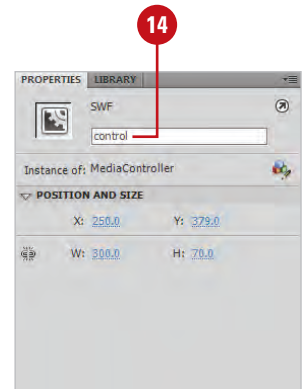 14
PROPERTIES LIBRARY
SWF
control
Instance of: MediaController
POSITION AND SIZE
X: 250.0 Y: 379.0
W: 300.0 H: 70.0